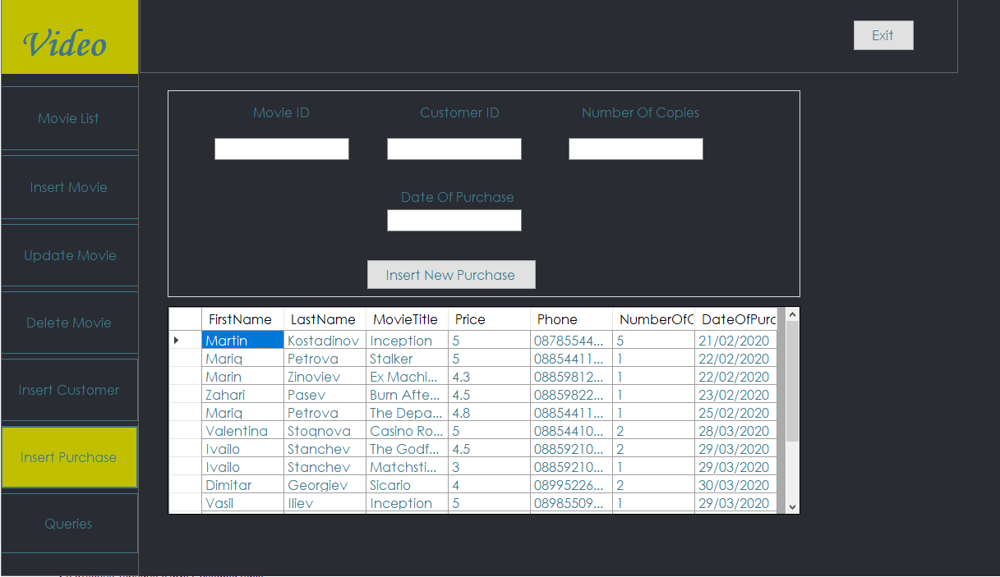 Video
Exit
Movie List
Insert Movie
Update Movie
Delete Movie
Insert Customer
Insert Purchase
Queries
Movie ID Customer ID Number Of Copies
Date Of Purchase
Insert New Purchase
FirstName LastName MovieTitle Price Phone NumberOfC DateOfPurc
Martin Kostadinov Inception 5 08785544... 5 21/02/2020
Mariq Petrova Stalker 5 08854411... 1 22/02/2020
Marin Zinoviev Ex Machi... 4.3 08859812... 1 22/02/2020
Zahari Pasev Burn Afte... 4.5 08859822... 1 23/02/2020
Mariq Petrova The Depa... 4.8 08854411... 1 25/02/2020
Valentina Stognova Casino Ro... 5 08854410... 2 28/03/2020
Ivailo Stanchev The Godf... 4.5 08859210... 2 29/03/2020
Ivailo Stanchev Matchsti... 3 08859210... 1 29/03/2020
Dimitar Georgiev Sicario 4 08995226... 2 30/03/2020
Vasil Iliev Inception 5 08985509... 1 29/03/2020